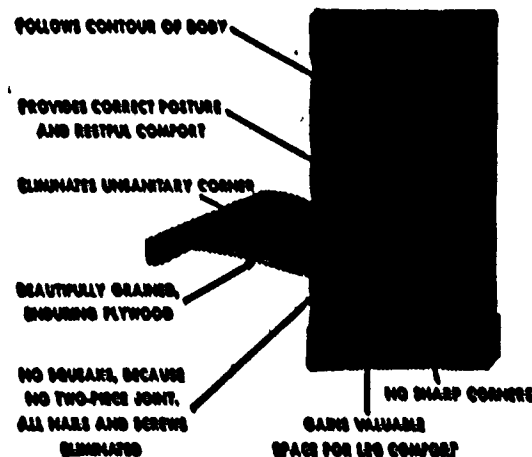 FOLLOWS CONTOUR OF BODY
PROVIDES CORRECT POSTURE
AND RESTFUL COMFORT
ELIMINATES UNSANITARY CORNER
BEAUTIFULLY GRAINED,
ENDURING PLYWOOD
NO SQUEAKS, BECAUSE
NO TWO-PIECE JOINT.
ALL NAILS AND SCREWS
ELIMINATED
NO SHARP CORNERS
GAINS VALUABLE
SPACE FOR LEG COMFORT